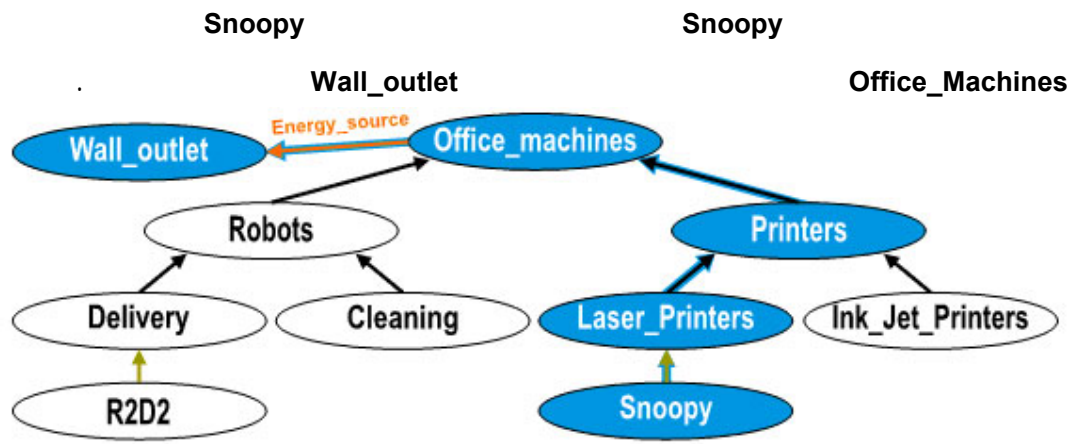 Snoopy Snoopy
. Wall_outlet Office_Machines
Energy_source
Wall_outlet Office_machines
Robots Printers
Delivery Cleaning Laser_Printers Ink_Jet_Printers
R2D2 Snoopy